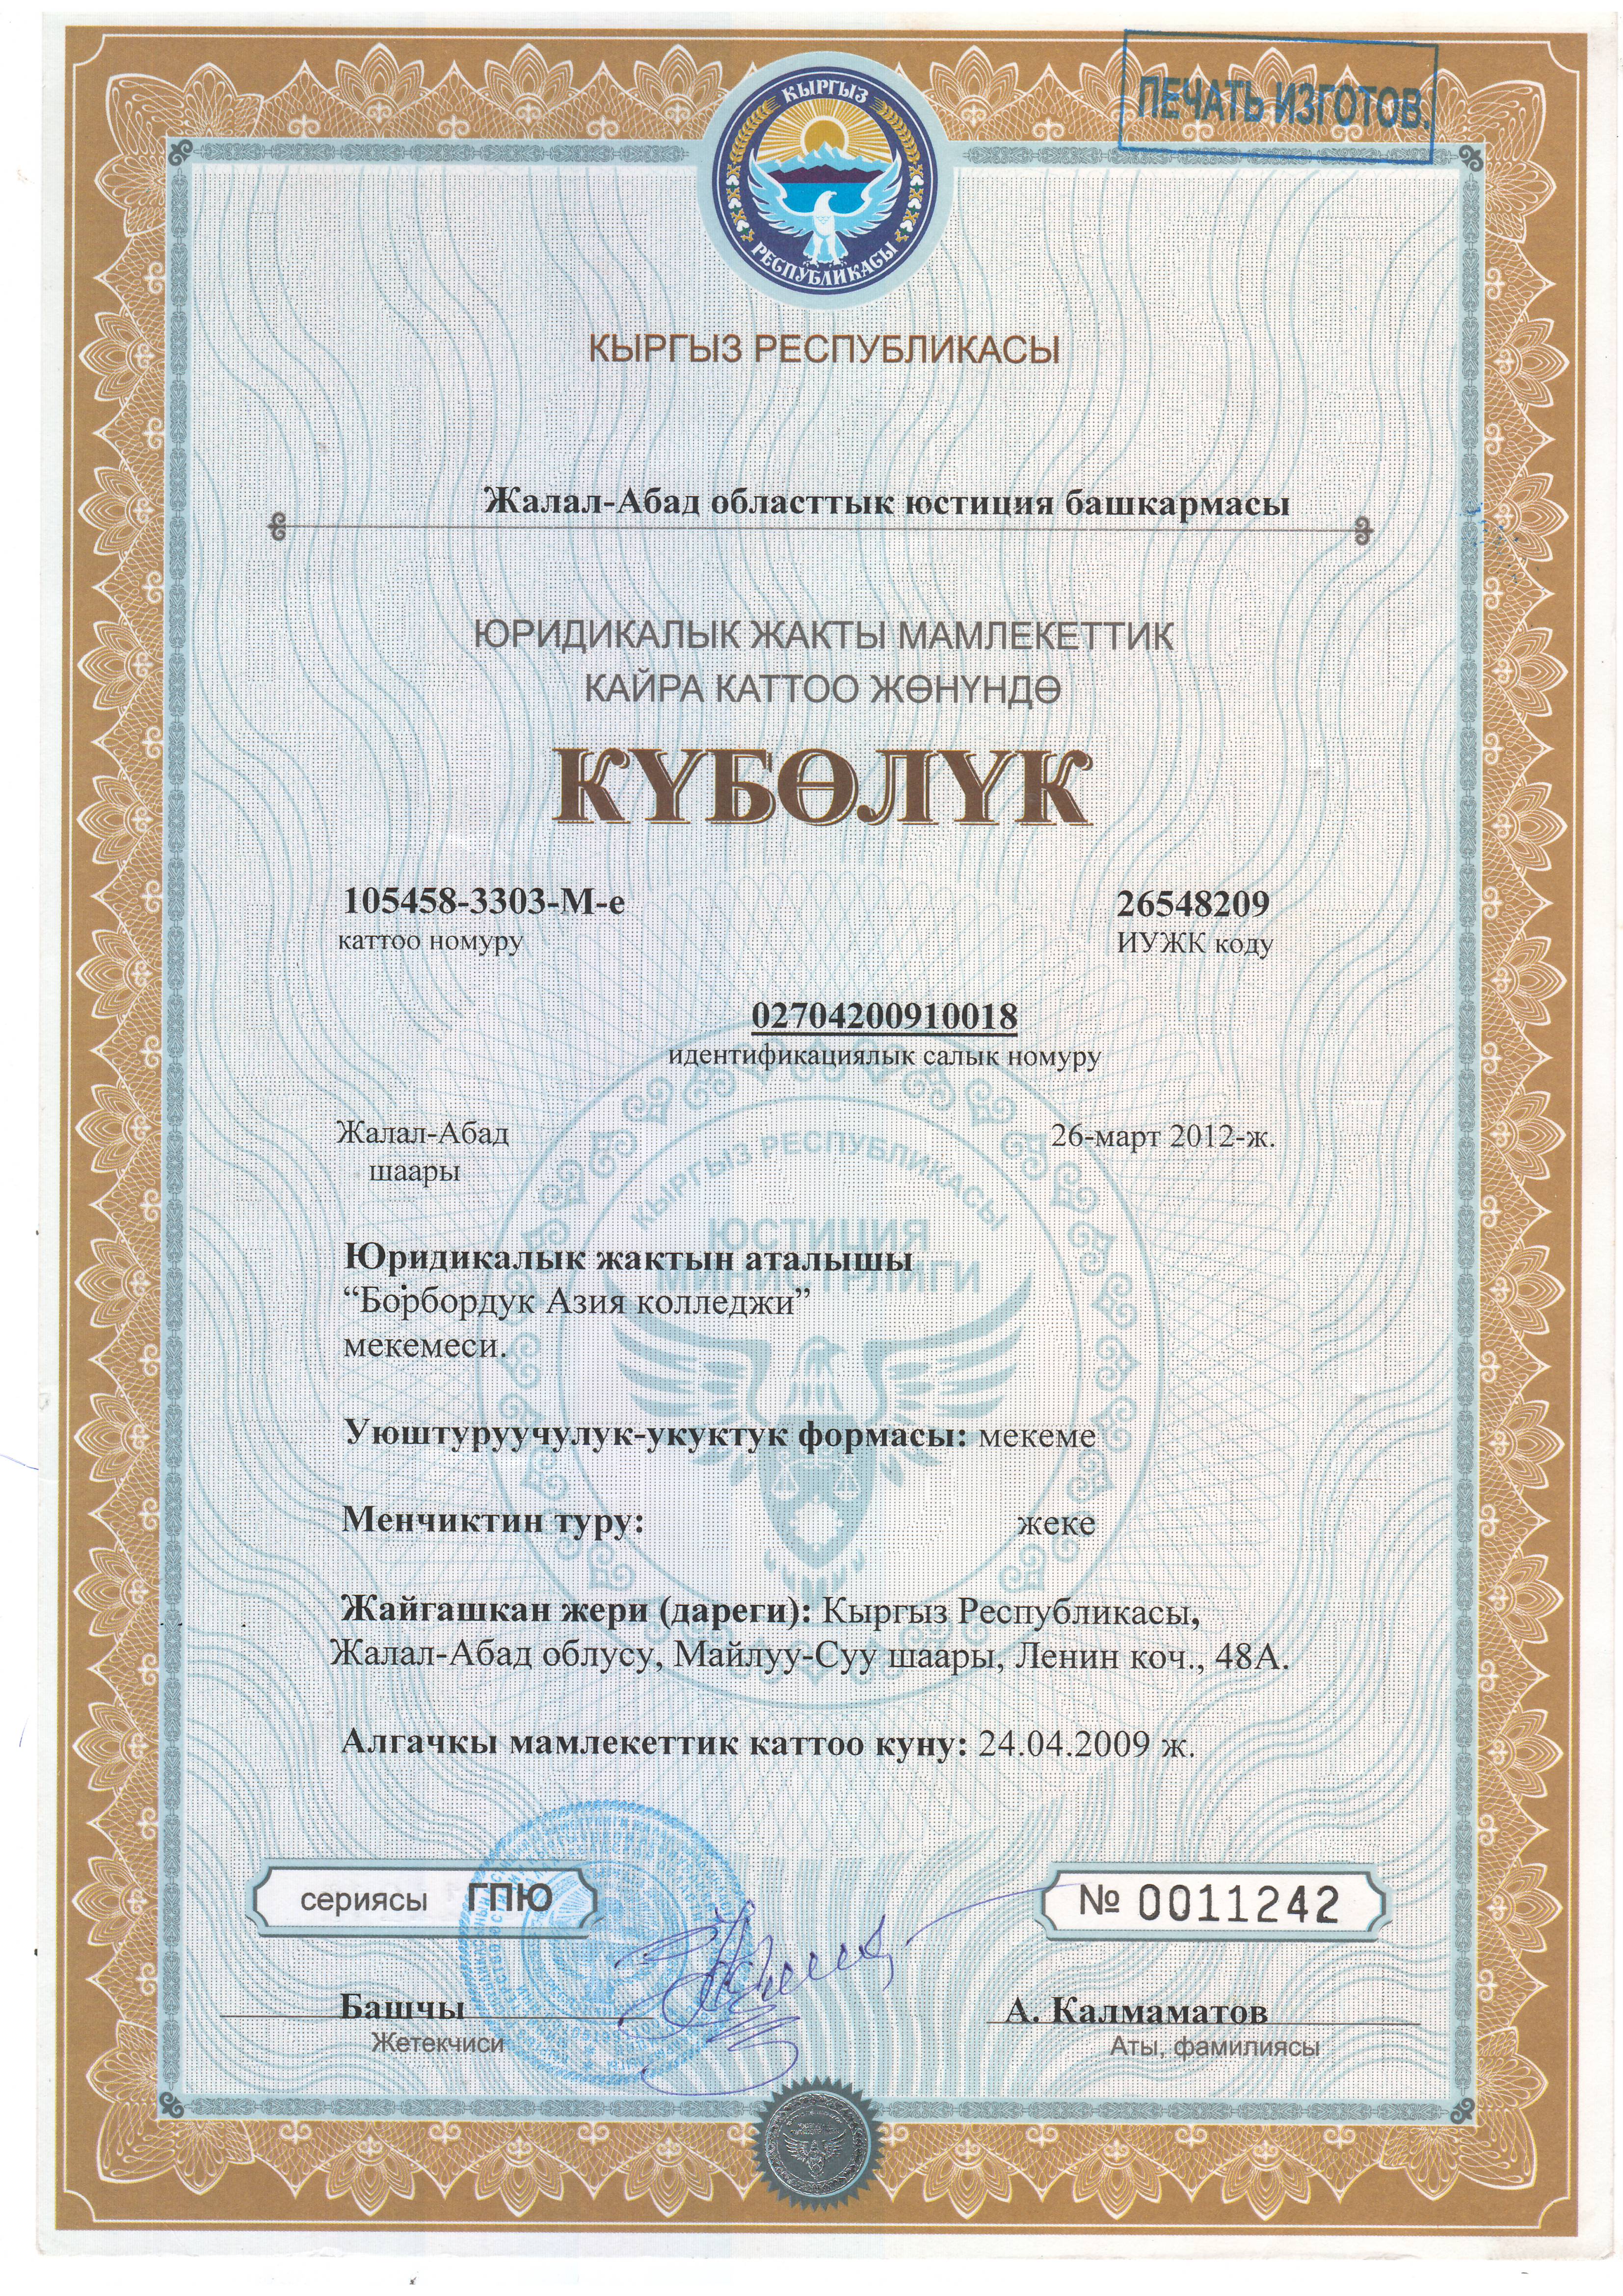 ПЕЧАТЬ ИЗГОТОВ.
КЫРГЫЗ
РЕСПУБЛИКАСЫ
КЫРГЫЗ РЕСПУБЛИКАСЫ
Жалал-Абад областтык юстиция башкармасы
ЮРИДИКАЛЫК ЖАКТЫ МАМЛЕКЕТТИК
КАЙРА КАТТОО ЖӨНҮНДӨ
КҮБӨЛҮК
105458-3303-М-е 26548209
каттоо номуру ИУЖК коду
02704200910018
идентификациялык салык номуру
Жалал-Абад 26-март 2012-ж.
шаары
КЫРГЫЗ РЕСПУБЛИКАСЫ
ЮСТИЦИЯ
МИНИСТРЛИГИ
Юридикалык жактын аталышы
“Борбордук Азия колледжи”
мекемеси.
Уюштуруучулук-укуктук формасы: мекеме
Менчиктин туру: жеке
Жайгашкан жери (дареги): Кыргыз Республикасы,
Жалал-Абад облусу, Майлуу-Суу шаары, Ленин коч., 48А.
Алгачкы мамлекеттик каттоо куну: 24.04.2009 ж.
сериясы ГПЮ № 0011242
Башчы А. Калмаматов
Жетекчиси Аты, фамилиясы